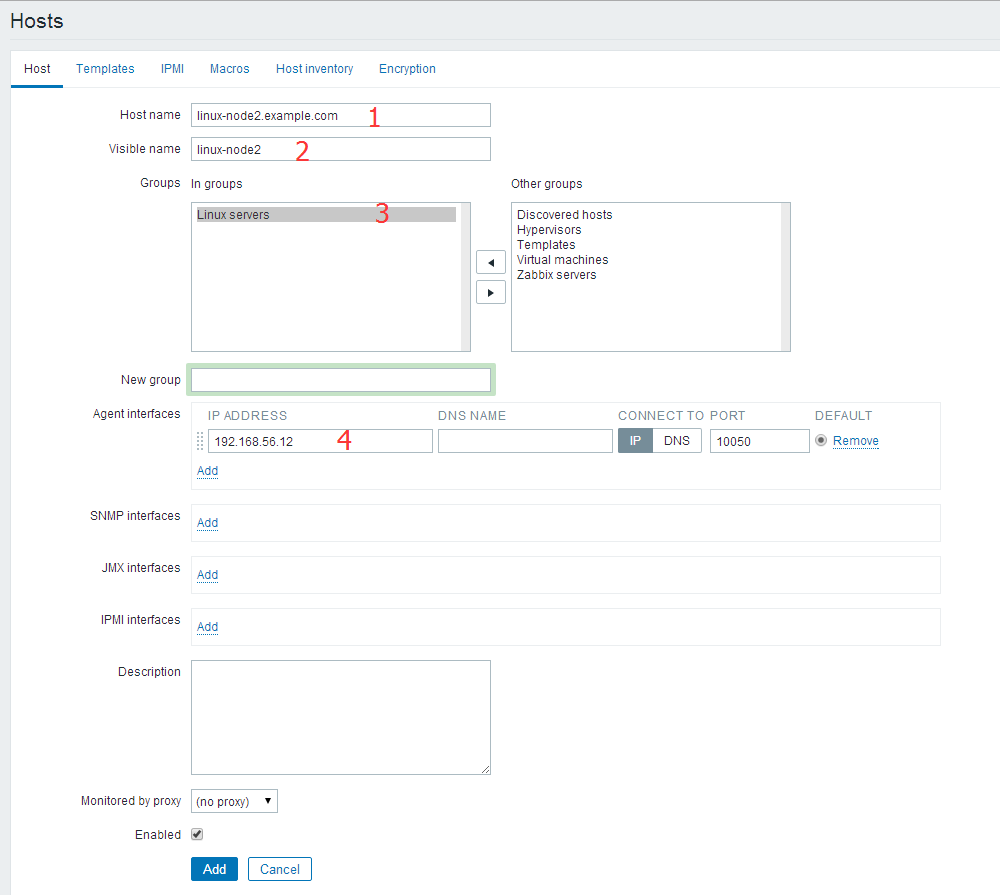 Hosts
Host Templates IPMI Macros Host inventory Encryption
Host name linux-node2.example.com 1
Visible name linux-node2 2
Groups In groups Other groups
Linux servers 3 Discovered hosts
Hypervisors
Templates
Virtual machines
Zabbix servers
New group
Agent interfaces IP ADDRESS DNS NAME CONNECT TO PORT DEFAULT
192.168.56.12 4 IP DNS 10050 Remove
Add
SNMP interfaces Add
JMX interfaces Add
IPMI interfaces Add
Description
Monitored by proxy (no proxy)
Enabled
Add Cancel